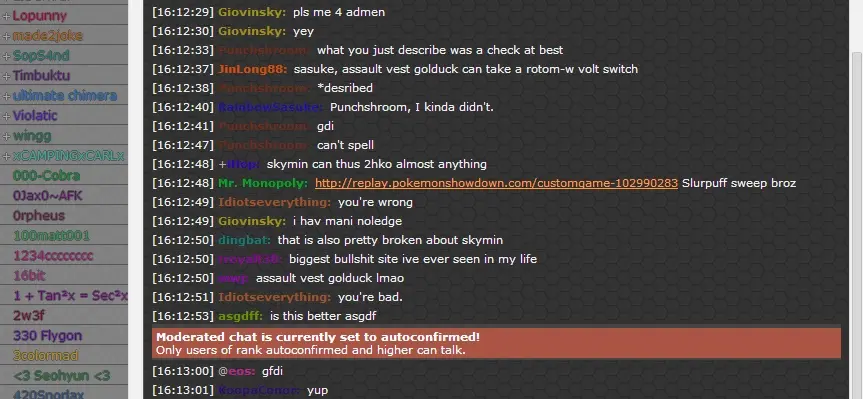 Lopunny
made2joke
SopS4nd
Timbuktu
+ultimate chimera
+Violatic
+wingg
+xCAMPINGxCARLx
000-Cobra
0Jax0~AFK
0rpheus
100matt001
1234cccccccc
16bit
1 + Tan²x = Sec²x
2w3f
330 Flygon
3colormad
<3 Seohyun <3
420Snorlax
[16:12:29] Giovinsky: pls me 4 admen
[16:12:30] Giovinsky: yey
[16:12:33] Punchshroom: what you just describe was a check at best
[16:12:37] JinLong88: sasuke, assault vest golduck can take a rotom-w volt switch
[16:12:38] Punchshroom: *desribed
[16:12:40] RainbowSasuke: Punchshroom, I kinda didn't.
[16:12:41] Punchshroom: gdi
[16:12:47] Punchshroom: can't spell
[16:12:48] + skymin can thus 2hko almost anything
[16:12:48] Mr. Monopoly: http://replay.pokemonshowdown.com/customgame-102990283 Slurpuff sweep broz
[16:12:49] Idiotseverything: you're wrong
[16:12:49] Giovinsky: i hav mani noledge
[16:12:50] dingbat: that is also pretty broken about skymin
[16:12:50] biggest bullshit site ive ever seen in my life
[16:12:50] assault vest golduck lmao
[16:12:51] Idiotseverything: you're bad.
[16:12:53] asgdff: is this better asgdf
Moderated chat is currently set to autoconfirmed!
Only users of rank autoconfirmed and higher can talk.
[16:13:00] @eos: gfdi
[16:13:01] yup